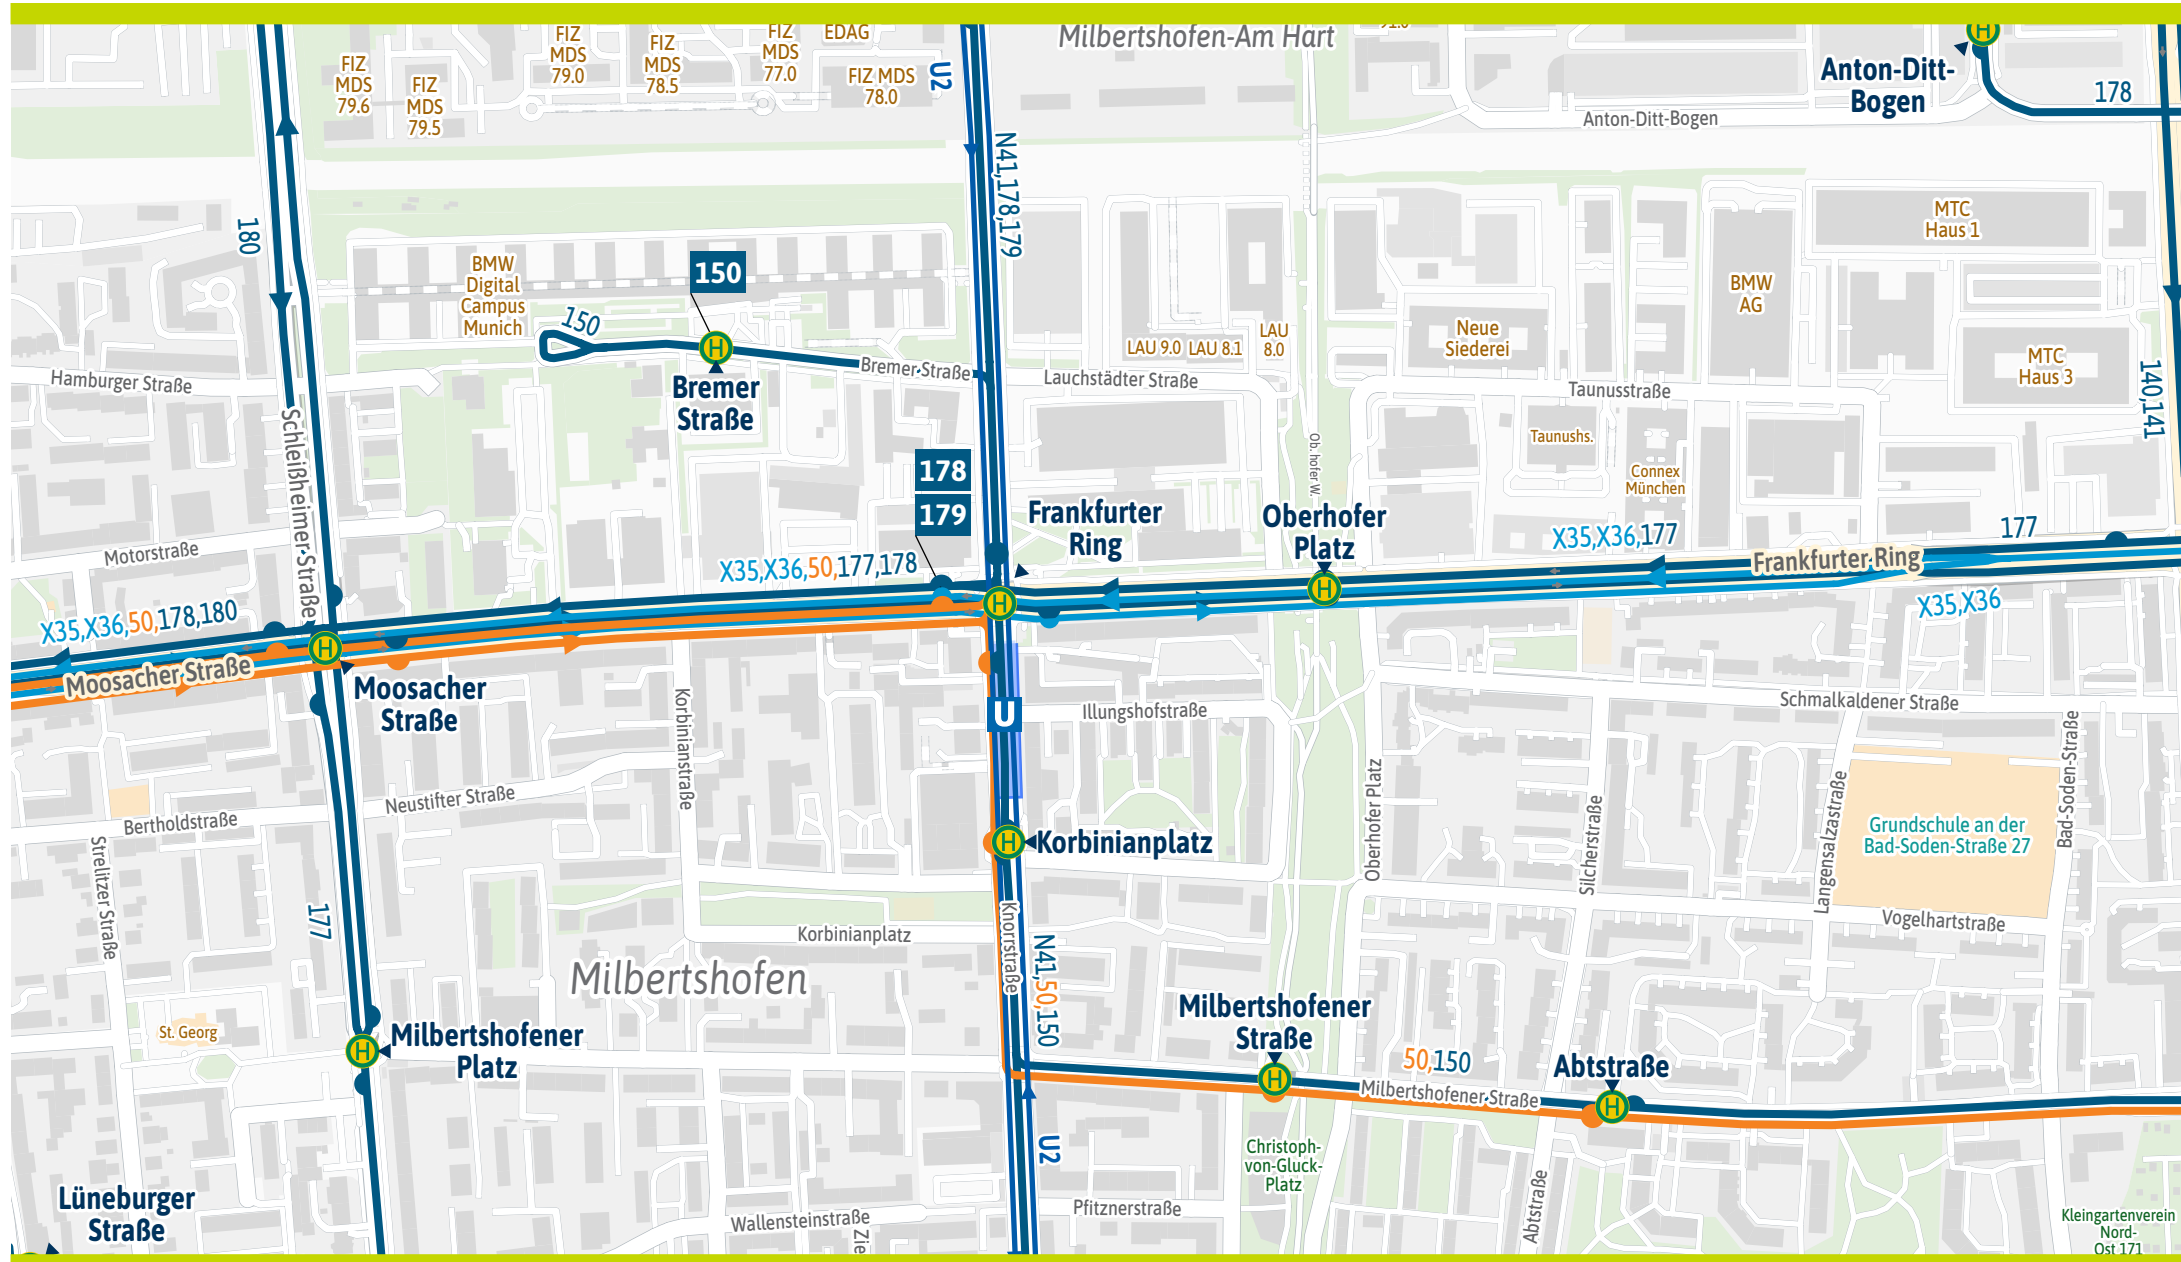 Milbertshofen-Am Hart
FIZ
MDS
79.6
FIZ
MDS
79.5
FIZ
MDS
79.0
FIZ
MDS
78.5
FIZ
MDS
77.0
EDAG
FIZ MDS
78.0
U2
Anton-Ditt-
Bogen
178
Anton-Ditt-Bogen
N41,178,179
180
BMW
Digital
Campus
Munich
150
150
Bremer
Straße
Bremer Straße
Hamburger Straße
Lauchstädter Straße
LAU 9.0
LAU 8.1
LAU
8.0
Neue
Siederei
BMW
AG
MTC
Haus 1
MTC
Haus 3
Taunusstraße
Taunushs.
Connex
München
140,141
Schleißheimer Straße
Ob. hofer W.
178
179
Frankfurter
Ring
Oberhofer
Platz
X35,X36,177
177
Frankfurter Ring
X35,X36
Motorstraße
X35,X36,50,177,178
X35,X36,50,178,180
Moosacher Straße
Moosacher
Straße
Korbinianstraße
U
Illungshofstraße
Schmalkaldener Straße
Neustifter Straße
Bertholdstraße
Strelitzer Straße
Korbinianplatz
Oberhofer Platz
Silcherstraße
Langensalzastraße
Bad-Soden-Straße
Grundschule an der
Bad-Soden-Straße 27
Vogelhartstraße
177
Korbinianplatz
Knorrstraße
N41,50,150
Milbertshofen
St. Georg
Milbertshofener
Platz
Milbertshofener
Straße
50,150
Abtstraße
Milbertshofener Straße
U2
Christoph-
von-Gluck-
Platz
Abtstraße
Lüneburger
Straße
Wallensteinstraße
Zie
Pfitznerstraße
Kleingartenverein
Nord-
Ost 171
H
H
H
H
H
H
H
H
H